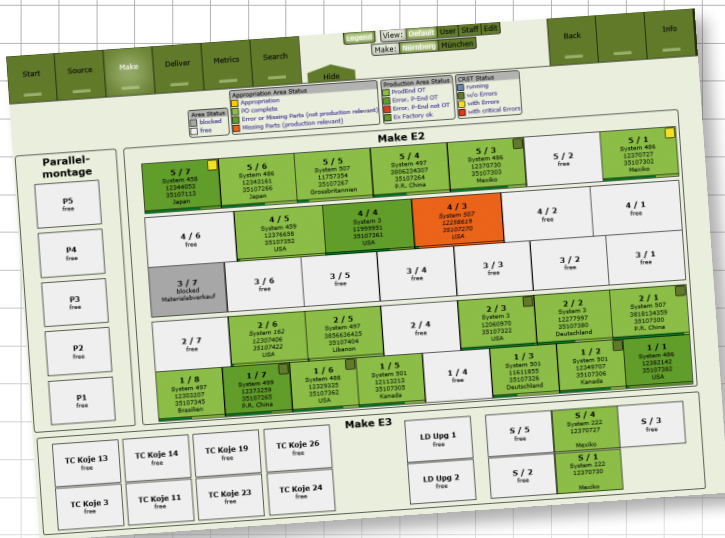 Start
Source
Make
Deliver
Metrics
Search
Legend
View: Default User Staff Edit
Make: Nürnberg München
Hide
Back
Info
Area Status
blocked
free
Appropriation Area Status
Appropriation
PO complete
Error or Missing Parts (not production relevant)
Missing Parts (production relevant)
Production Area Status
ProdEnd OT
Error, P-End OT
Error, P-End not OT
Ex Factory ok
CRST Status
running
w/o Errors
with Errors
with critical Errors
Parallel-
montage
P5
free
P4
free
P3
free
P2
free
P1
free
Make E2
5 / 7
System 458
12344053
35107113
Japan
5 / 6
System 486
12343161
35107266
Japan
5 / 5
System 507
11757354
35107267
Grossbritannien
5 / 4
System 497
3806234307
35107264
P.R. China
5 / 3
System 486
12370730
35107303
Mexiko
5 / 2
free
5 / 1
System 486
12370727
35107302
Mexiko
4 / 6
free
4 / 5
System 459
12376658
35107352
USA
4 / 4
System 3
11999931
35107361
USA
4 / 3
System 507
12258619
35107270
USA
4 / 2
free
4 / 1
free
3 / 7
blocked
Materialabverkauf
3 / 6
free
3 / 5
free
3 / 4
free
3 / 3
free
3 / 2
free
3 / 1
free
2 / 7
free
2 / 6
System 162
12307406
35107422
USA
2 / 5
System 497
3856636425
35107404
Libanon
2 / 4
free
2 / 3
System 3
12060970
35107322
USA
2 / 2
System 3
12277997
35107380
Deutschland
2 / 1
System 507
3818134359
35107300
P.R. China
1 / 8
System 497
12303207
35107345
Brasilien
1 / 7
System 499
12373259
35107265
P.R. China
1 / 6
System 488
12329335
35107362
USA
1 / 5
System 501
12113213
35107305
Kanada
1 / 4
free
1 / 3
System 501
11611855
35107326
Deutschland
1 / 2
System 501
12349707
35107306
Kanada
1 / 1
System 486
12382142
35107382
USA
Make E3
TC Koje 13
free
TC Koje 14
free
TC Koje 19
free
TC Koje 26
free
TC Koje 3
free
TC Koje 11
free
TC Koje 23
free
TC Koje 24
free
LD Upg 1
free
LD Upg 2
free
S / 5
free
S / 4
System 222
12370727
Mexiko
S / 3
free
S / 2
free
S / 1
System 222
12370730
Mexiko